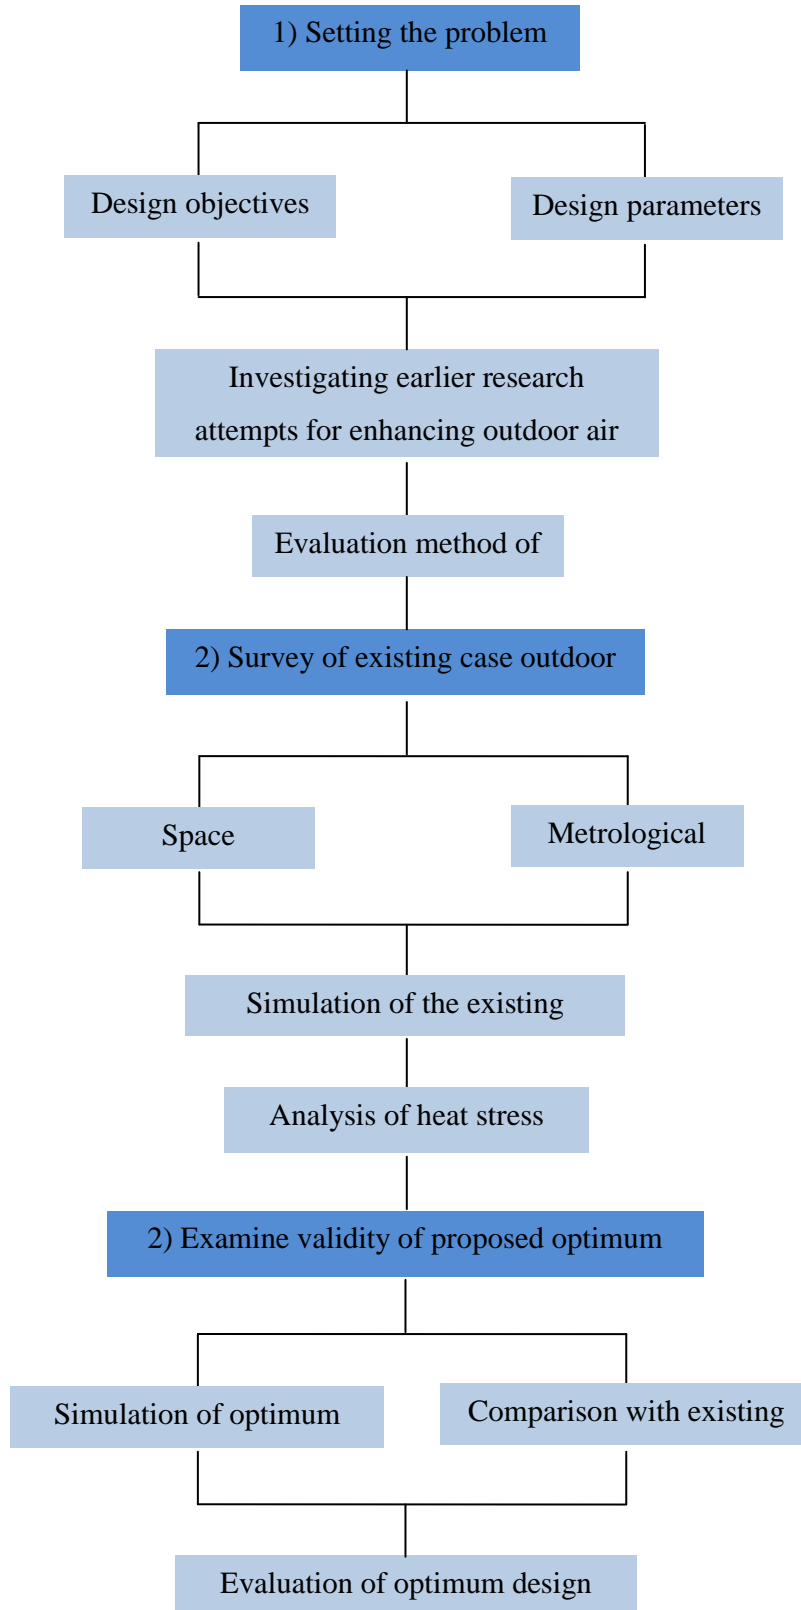 1) Setting the problem
Design objectives
Design parameters
Investigating earlier research
attempts for enhancing outdoor air
Evaluation method of
2) Survey of existing case outdoor
Space
Metrological
Simulation of the existing
Analysis of heat stress
2) Examine validity of proposed optimum
Simulation of optimum
Comparison with existing
Evaluation of optimum design